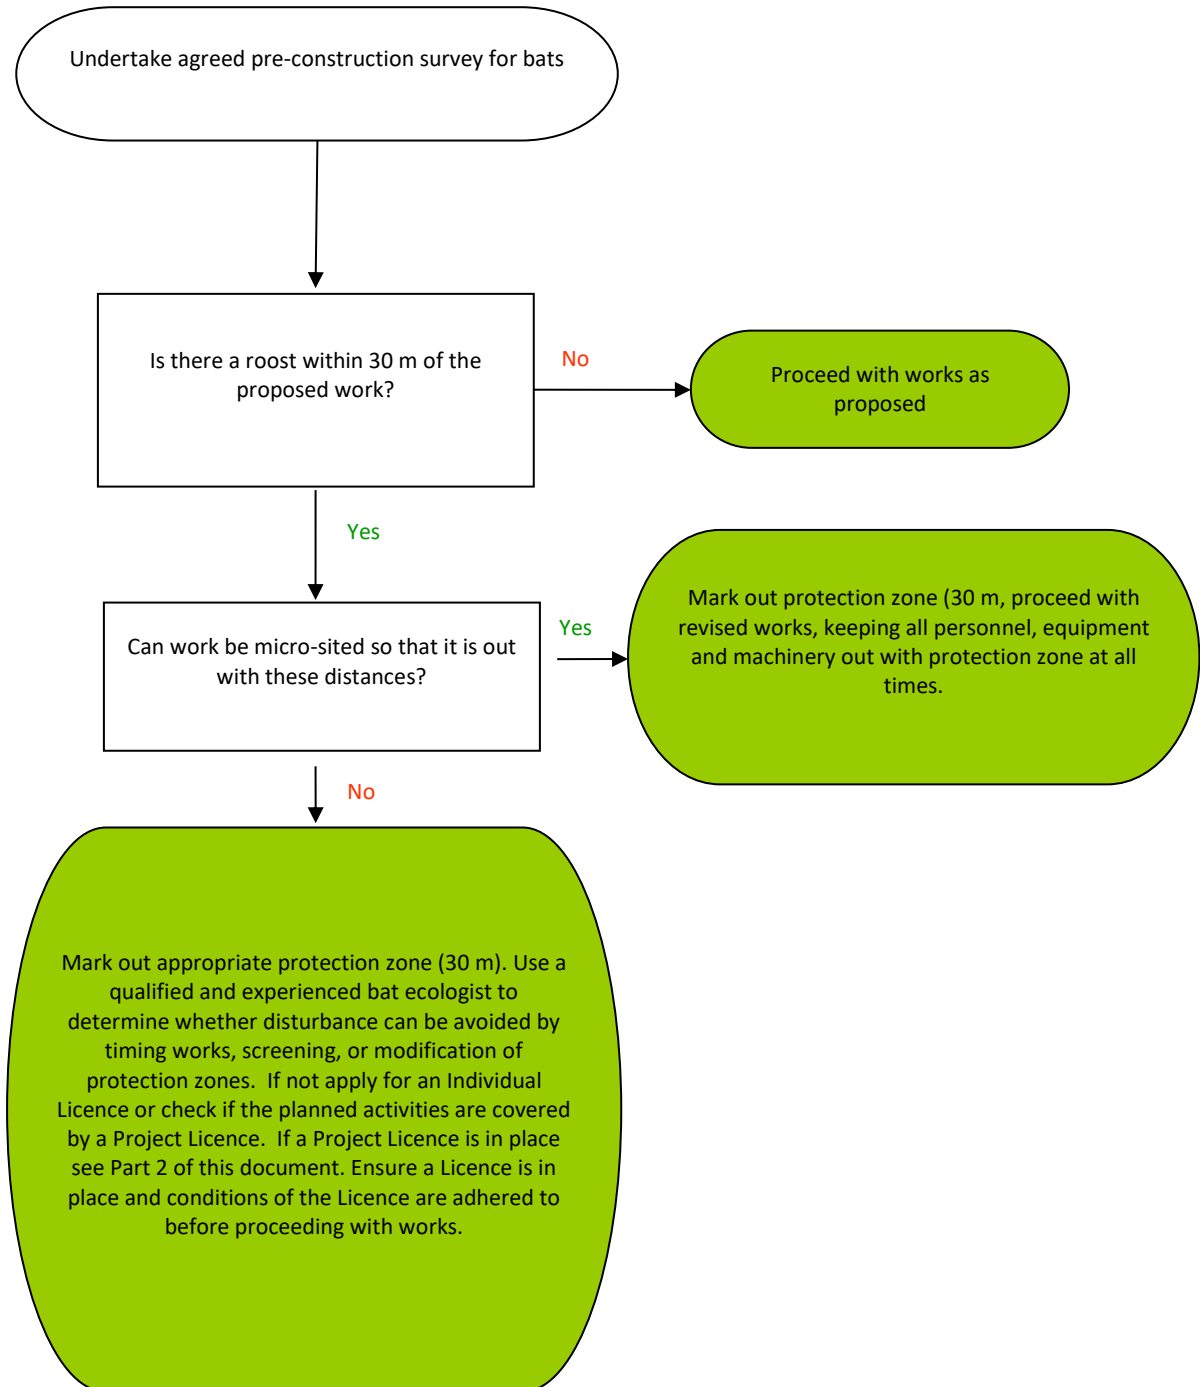 Undertake agreed pre-construction survey for bats
Is there a roost within 30 m of the
proposed work?
No
Proceed with works as
proposed
Yes
Can work be micro-sited so that it is out
with these distances?
Yes
Mark out protection zone (30 m, proceed with
revised works, keeping all personnel, equipment
and machinery out with protection zone at all
times.
No
Mark out appropriate protection zone (30 m). Use a
qualified and experienced bat ecologist to
determine whether disturbance can be avoided by
timing works, screening, or modification of
protection zones.  If not apply for an Individual
Licence or check if the planned activities are covered
by a Project Licence.  If a Project Licence is in place
see Part 2 of this document. Ensure a Licence is in
place and conditions of the Licence are adhered to
before proceeding with works.